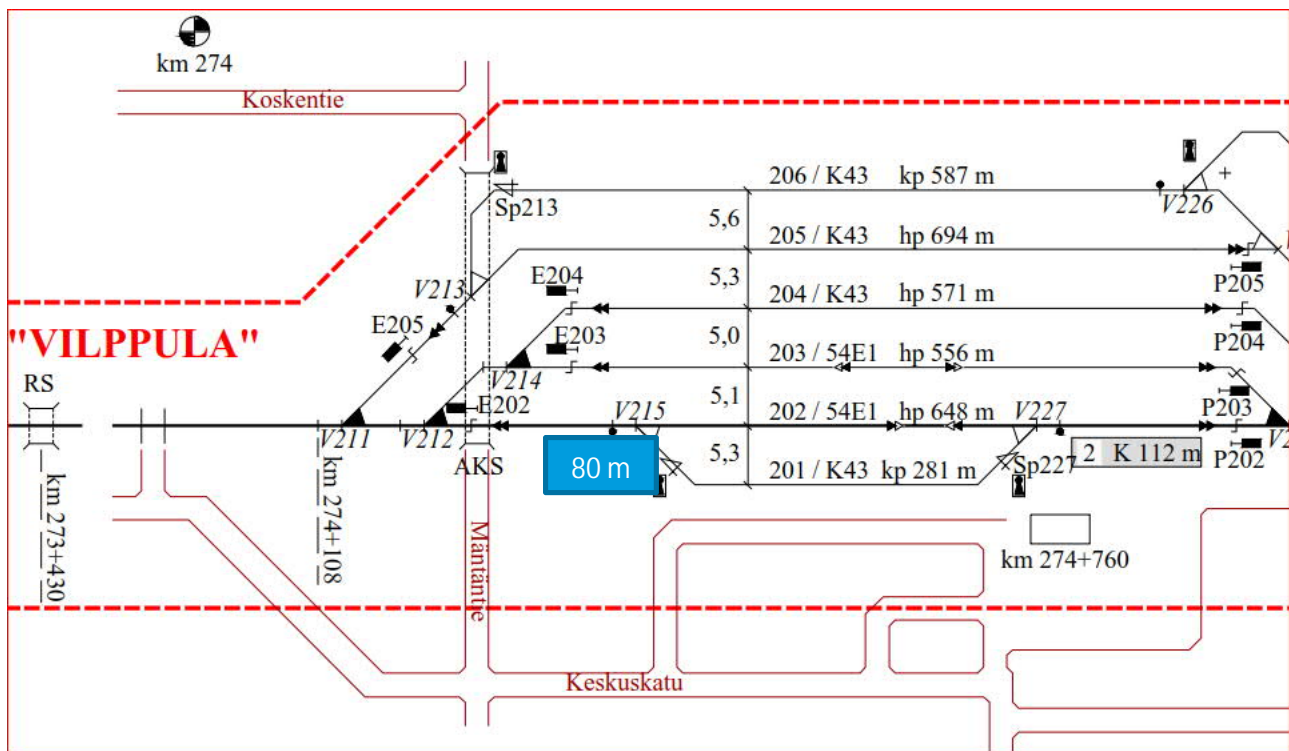 km 274
Koskentie
206 / K43 kp 587 m
Sp213
V226
5,6
205 / K43 hp 694 m
V213
E204
5,3
P205
E205
204 / K43 hp 571 m
"VILPPULA"
E203
5,0
P204
203 / 54E1 hp 556 m
RS
V214
E202
5,1
P203
V215
202 / 54E1 hp 648 m
V227
V211
V212
AKS
80 m
5,3
201 / K43 kp 281 m
Sp227
2 K 112 m
P202
km 273+430
km 274+108
Mäntäntie
km 274+760
Keskuskatu